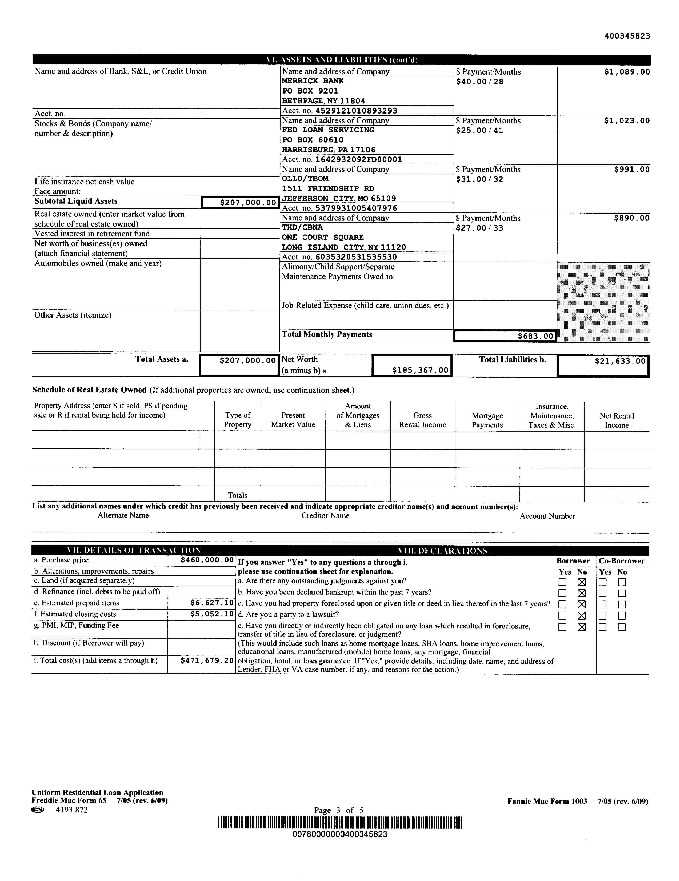 400345823
VI. ASSETS AND LIABILITIES (cont'd)
Name and address of Bank, S&L, or Credit Union
Name and address of Company
$ Payment/Months
$1,089.00
MERRICK BANK
$40.00/28
PO BOX 9201
BETHPAGE, NY 11804
Acct. no.
Acct. no. 4529121010893293
Stocks & Bonds (Company name/
number & description)
Name and address of Company
$ Payment/Months
$1,023.00
FED LOAN SERVICING
$25.00/41
PO BOX 60610
HARRISBURG, PA 17106
Acct. no. 1642932092FD00001
Name and address of Company
$ Payment/Months
$991.00
OLLO/TBOM
$31.00/32
1511 FRIENDSHIP RD
JEFFERSON CITY, MO 65109
Acct. no. 5379931005407976
Life insurance net cash value
Face amount:
Subtotal Liquid Assets
$207,000.00
Real estate owned (enter market value from
schedule of real estate owned)
Vested interest in retirement fund
Net worth of business(es) owned
(attach financial statement)
Automobiles owned (make and year)
Name and address of Company
$ Payment/Months
$890.00
THD/CBNA
$27.00/33
ONE COURT SQUARE
LONG ISLAND CITY, NY 11120
Acct. no. 6035320531535530
Alimony/Child Support/Separate
Maintenance Payments Owed to:
Other Assets (itemize)
Job-Related Expense (child care, union dues, etc.)
Total Monthly Payments
$683.00
Total Assets a.
$207,000.00
Net Worth
(a minus b)
$185,367.00
Total Liabilities b.
$21,633.00
Schedule of Real Estate Owned (If additional properties are owned, use continuation sheet.)
Property Address (enter S if sold, PS if pending
sale or R if rental being held for income)
Type of
Property
Present
Market Value
Amount
of Mortgages
& Liens
Gross
Rental Income
Mortgage
Payments
Insurance,
Maintenance,
Taxes & Misc.
Net Rental
Income
Totals
List any additional names under which credit has previously been received and indicate appropriate creditor name(s) and account number(s):
Alternate Name
Creditor Name
Account Number
VII. DETAILS OF TRANSACTION
VIII. DECLARATIONS
a. Purchase price
$460,000.00
b. Alterations, improvements, repairs
c. Land (if acquired separately)
d. Refinance (incl. debts to be paid off)
e. Estimated prepaid items
$6,627.10
f. Estimated closing costs
$5,052.10
g. PMI, MIP, Funding Fee
h. Discount (if Borrower will pay)
i. Total cost(s) (add items a through h)
$471,679.20
If you answer "Yes" to any questions a through i,
please use continuation sheet for explanation.
Borrower
Co-Borrower
Yes No
Yes No
a. Are there any outstanding judgments against you?
b. Have you been declared bankrupt within the past 7 years?
c. Have you had property foreclosed upon or given title or deed in lieu thereof in the last 7 years?
d. Are you a party to a lawsuit?
e. Have you directly or indirectly been obligated on any loan which resulted in foreclosure,
transfer of title in lieu of foreclosure, or judgment?
(This would include such loans as home mortgage loans, SBA loans, home improvement loans,
educational loans, manufactured (mobile) home loans, any mortgage, financial
obligation, bond, or loan guarantee. If "Yes," provide details, including date, name, and address of
Lender, FHA or VA case number, if any, and reasons for the action.)
Uniform Residential Loan Application
Freddie Mac Form 65 7/05 (rev. 6/09)
4193 872
Page 3 of 5
Fannie Mae Form 1003 7/05 (rev. 6/09)
09780000000400345823